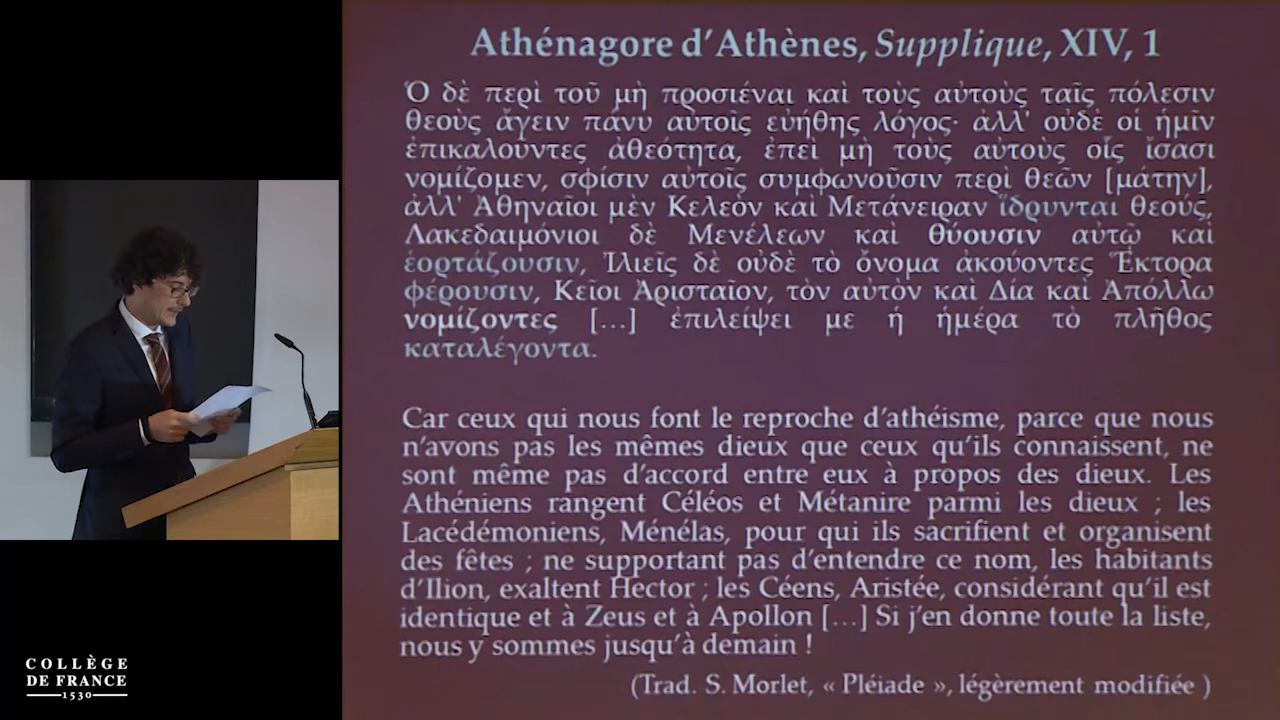 Athénagore d'Athènes, Supplique, XIV, 1
Ὁ δὲ περὶ τοῦ μὴ προσιέναι καὶ τοὺς αὐτοὺς ταῖς πόλεσιν
θεοὺς ἄγειν πάνυ αὐτοῖς εὐήθης λόγος· ἀλλ' οὐδὲ οἱ ἡμῖν
ἐπικαλοῦντες ἀθεότητα, ἐπεὶ μὴ τοὺς αὐτοὺς οἷς ἴσασι
νομίζομεν, σφίσιν αὐτοῖς συμφωνοῦσιν περὶ θεῶν [μάτην],
ἀλλ' Ἀθηναῖοι μὲν Κελεὸν καὶ Μετάνειραν ἵδρυνται θεούς,
Λακεδαιμόνιοι δὲ Μενέλεων καὶ θύουσιν αὐτῷ καὶ
ἑορτάζουσιν, Ἰλιεῖς δὲ οὐδὲ τὸ ὄνομα ἀκούοντες Ἕκτορα
φέρουσιν, Κεῖοι Ἀρισταῖον, τὸν αὐτὸν καὶ Δία καὶ Ἀπόλλω
νομίζοντες [...] ἐπιλείψει με ἡ ἡμέρα τὸ πλῆθος
καταλέγοντα.
Car ceux qui nous font le reproche d'athéisme, parce que nous
n'avons pas les mêmes dieux que ceux qu'ils connaissent, ne
sont même pas d'accord entre eux à propos des dieux. Les
Athéniens rangent Céléos et Métanire parmi les dieux ; les
Lacédémoniens, Ménélas, pour qui ils sacrifient et organisent
des fêtes ; ne supportant pas d'entendre ce nom, les habitants
d'Ilion, exaltent Hector ; les Céens, Aristée, considérant qu'il est
identique et à Zeus et à Apollon [...] Si j'en donne toute la liste,
nous y sommes jusqu'à demain !
(Trad. S. Morlet, « Pléiade », légèrement modifiée )
COLLÈGE
DE FRANCE
1530